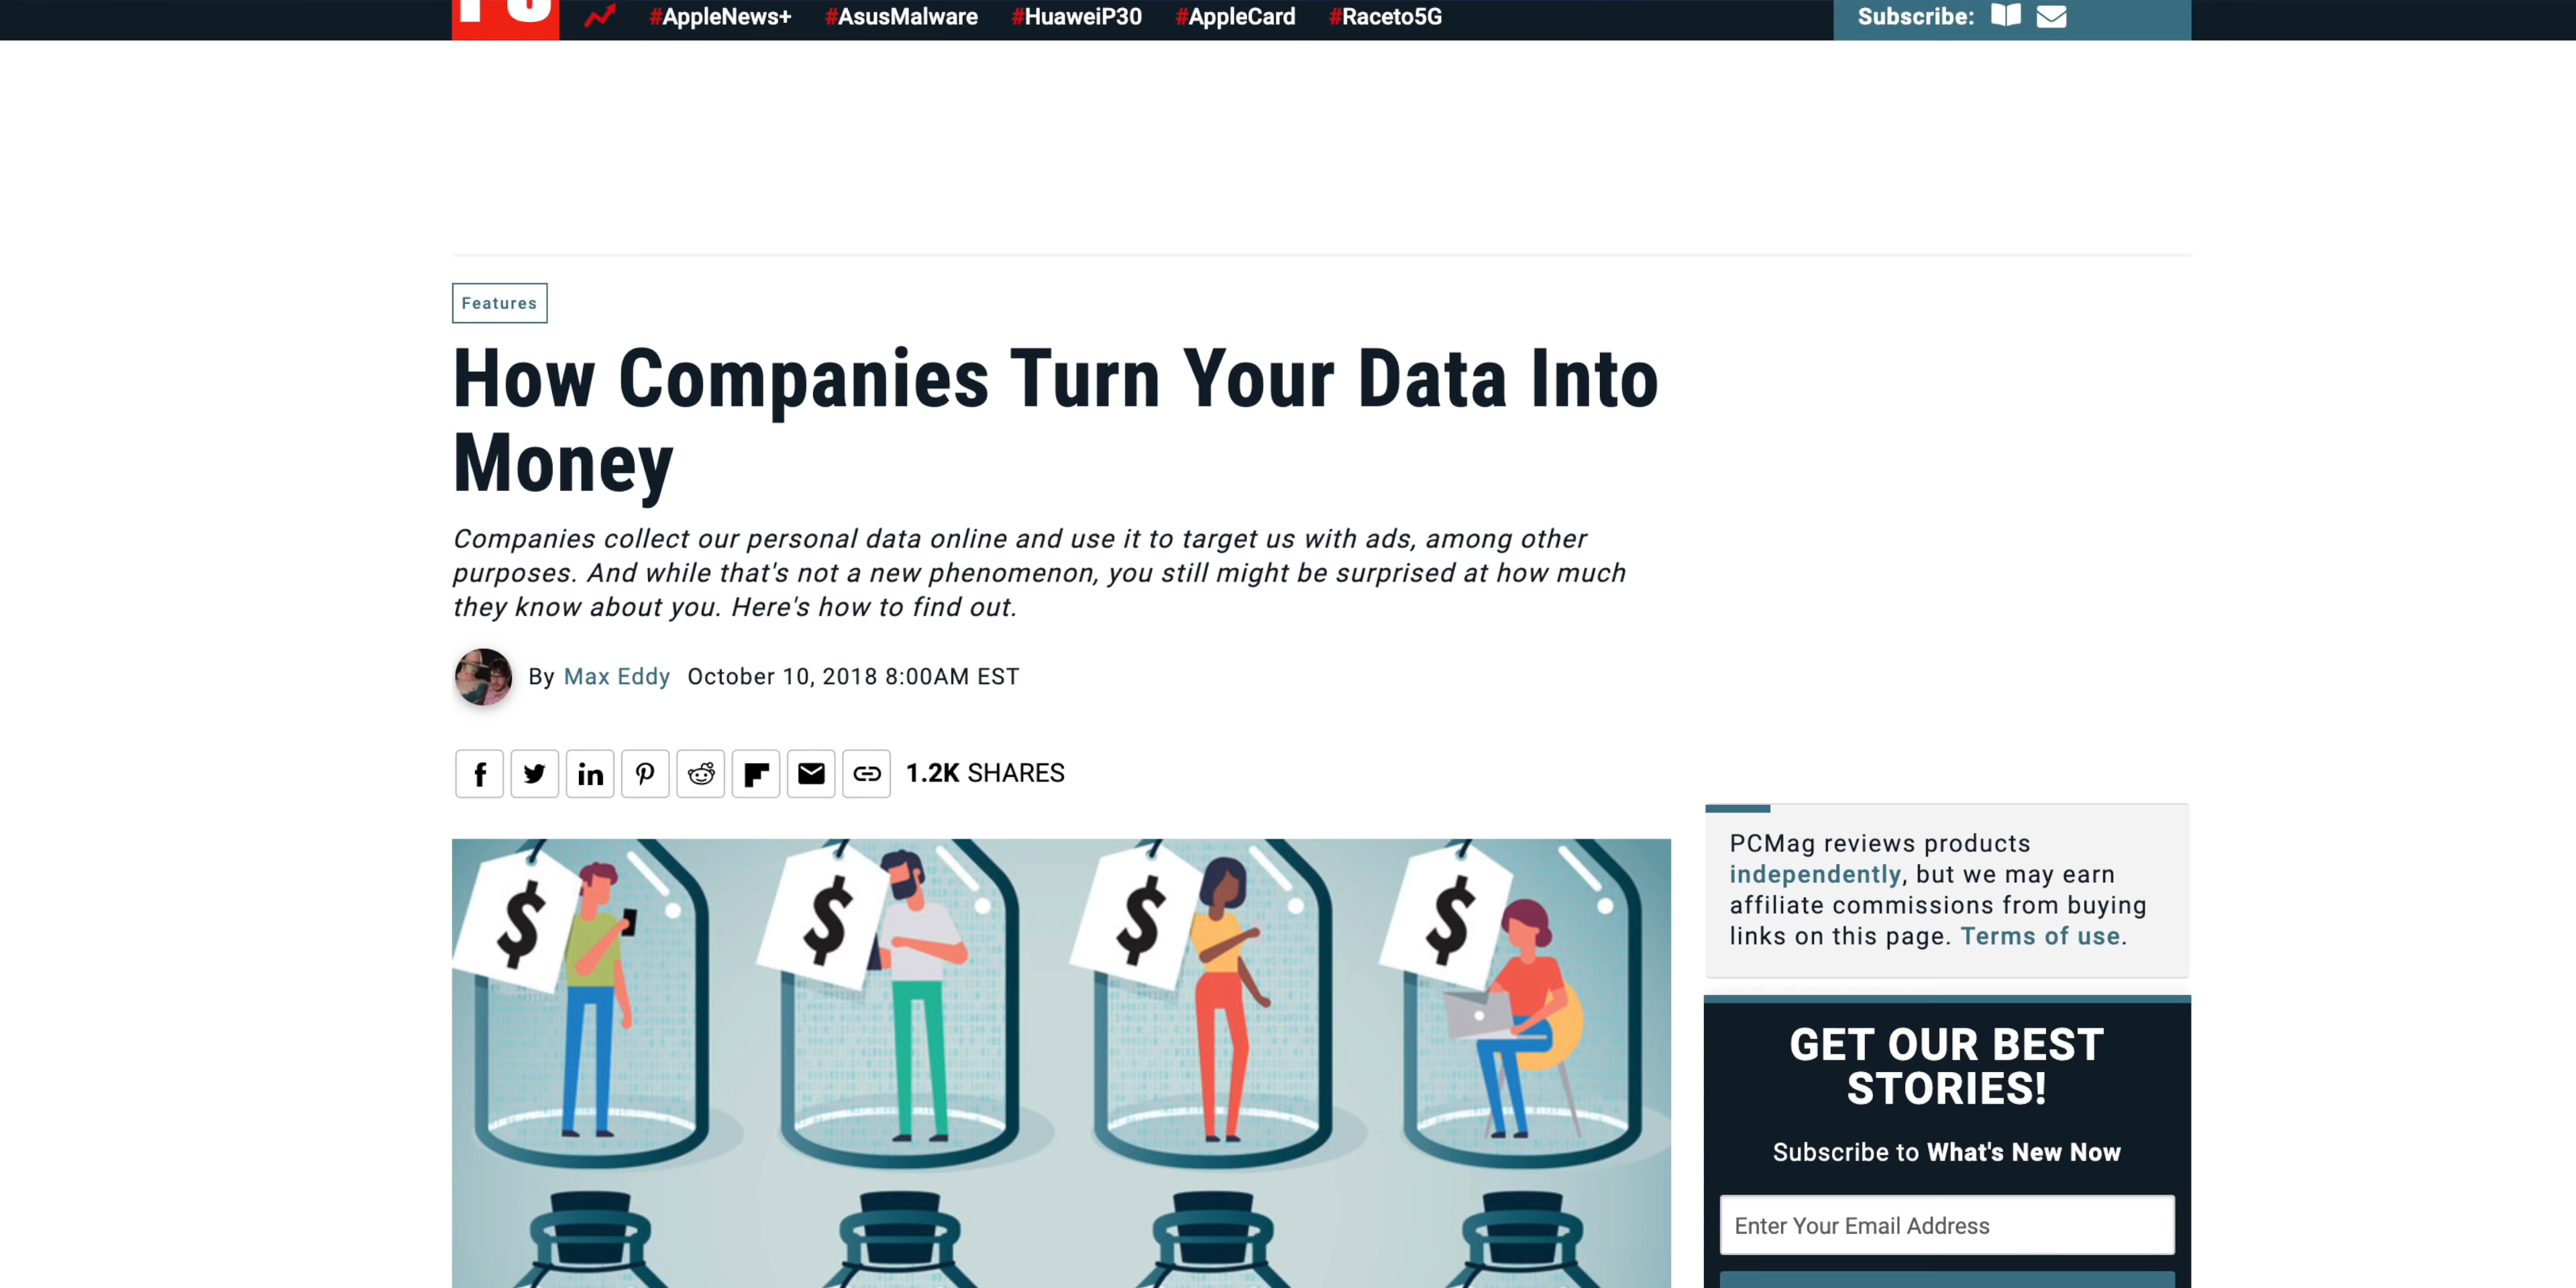 #AppleNews+ #AsusMalware #HuaweiP30 #AppleCard #Raceto5G Subscribe:
Features
How Companies Turn Your Data Into
Money
Companies collect our personal data online and use it to target us with ads, among other
purposes. And while that's not a new phenomenon, you still might be surprised at how much
they know about you. Here's how to find out.
By Max Eddy October 10, 2018 8:00AM EST
1.2K SHARES
$ $ $ $
PCMag reviews products
independently, but we may earn
affiliate commissions from buying
links on this page. Terms of use.
GET OUR BEST
STORIES!
Subscribe to What's New Now
Enter Your Email Address